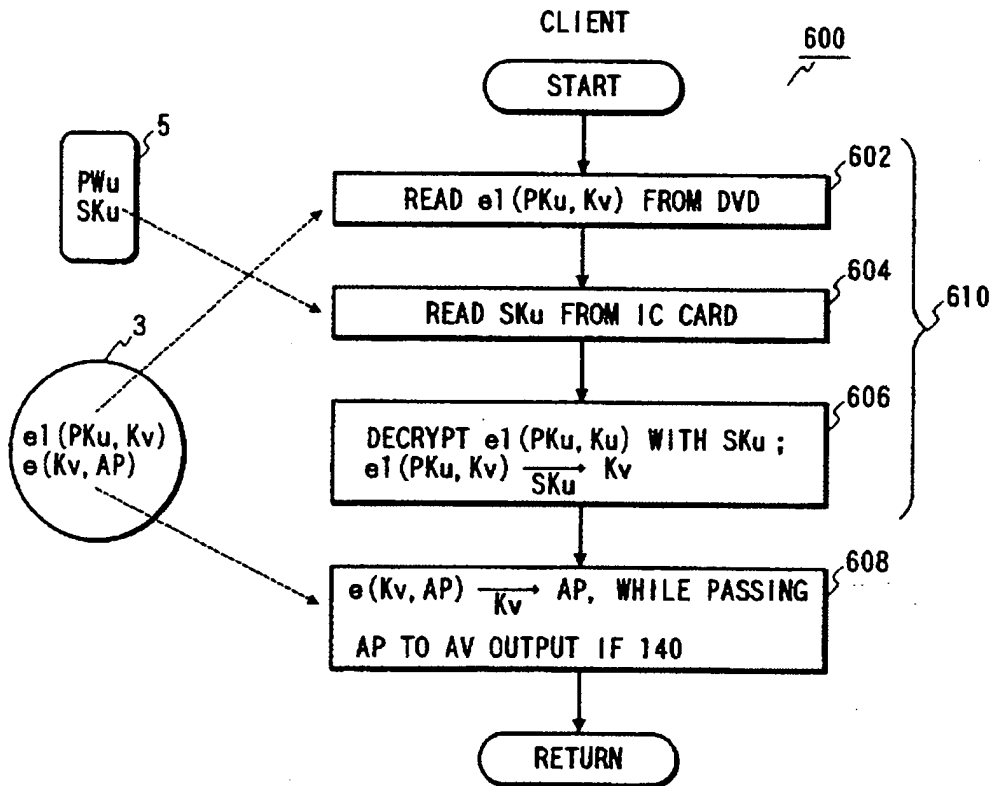 CLIENT
600
START
5
PWu
SKu
602
READ e1(PKu, Kv) FROM DVD
604
READ SKu FROM IC CARD
610
3
e1(PKu, Kv)
e(Kv, AP)
606
DECRYPT e1(PKu, Ku) WITH SKu;
e1(PKu, Kv) → Kv
SKu
608
e(Kv, AP) → AP, WHILE PASSING
Kv
AP TO AV OUTPUT IF 140
RETURN